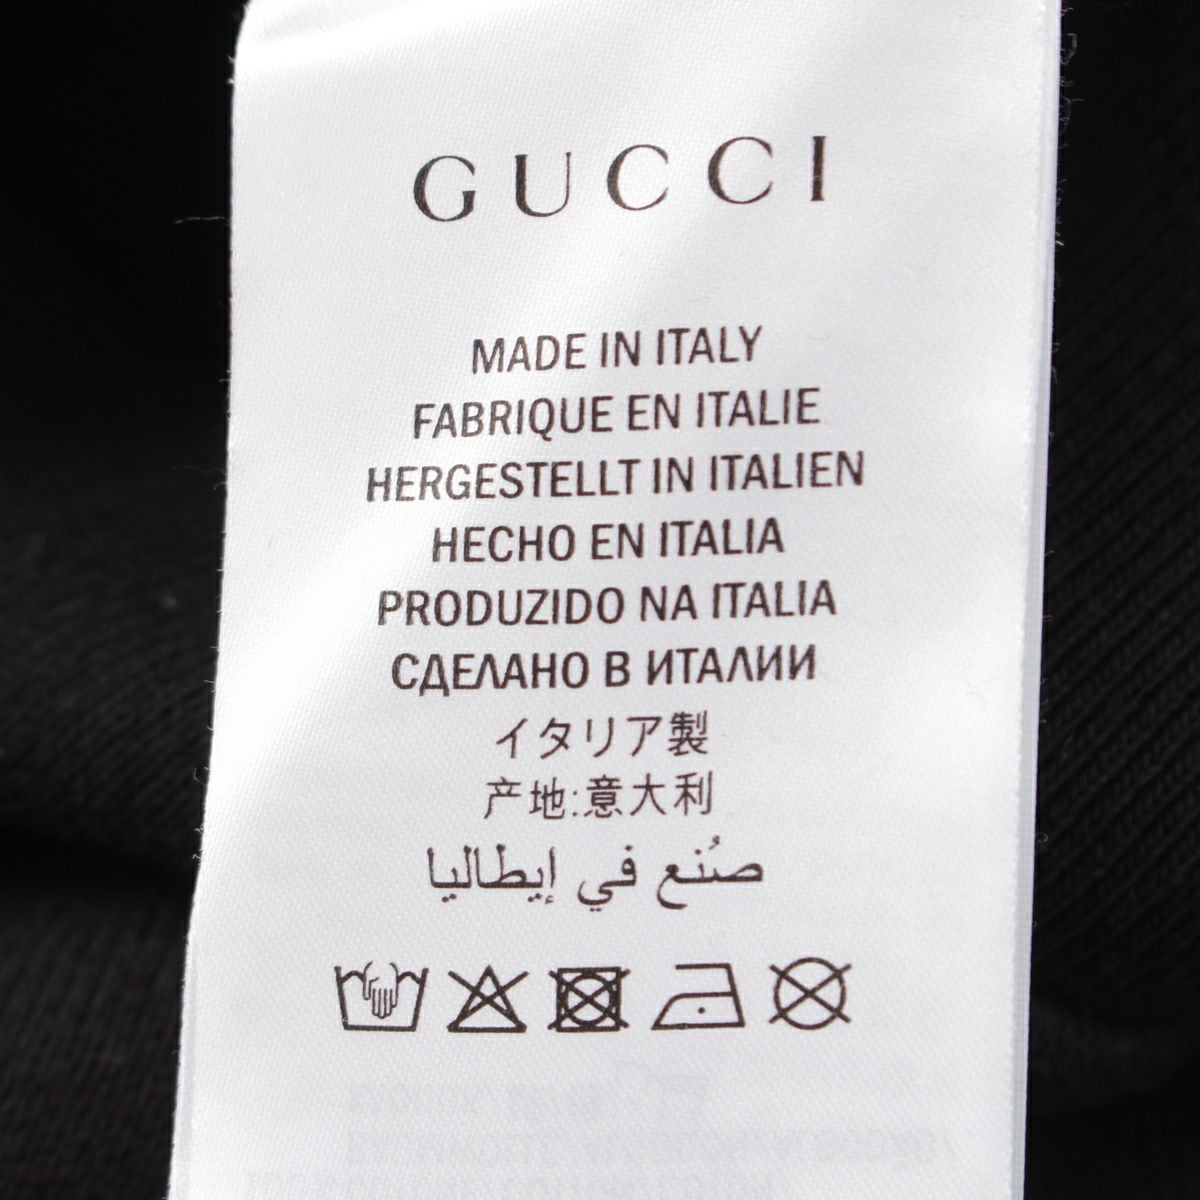 GUCCI
MADE IN ITALY
FABRIQUE EN ITALIE
HERGESTELLT IN ITALIEN
HECHO EN ITALIA
PRODUZIDO NA ITALIA
СДЕЛАНО В ИТАЛИИ
イタリア製
产地:意大利
صُنع في إيطاليا